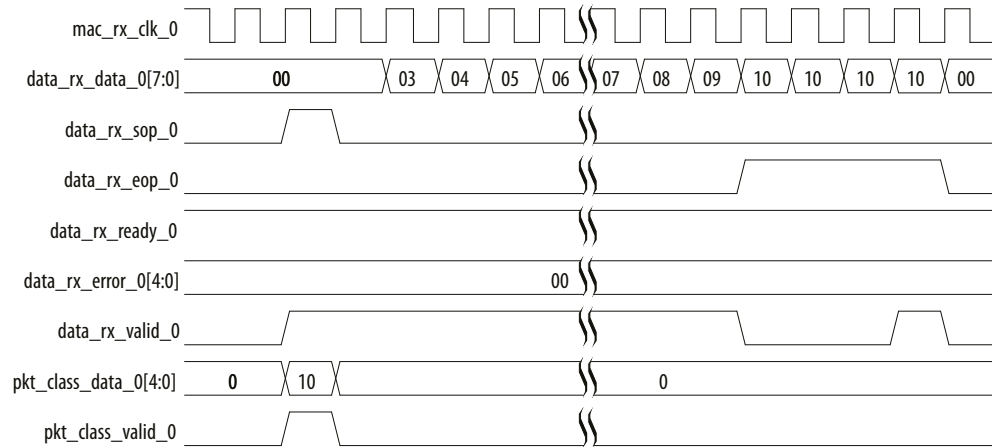 mac_rx_clk_0
data_rx_data_0[7:0] 00 03 04 05 06 07 08 09 10 10 10 10 00
data_rx_sop_0
data_rx_eop_0
data_rx_ready_0
data_rx_error_0[4:0] 00
data_rx_valid_0
pkt_class_data_0[4:0] 0 10 0
pkt_class_valid_0